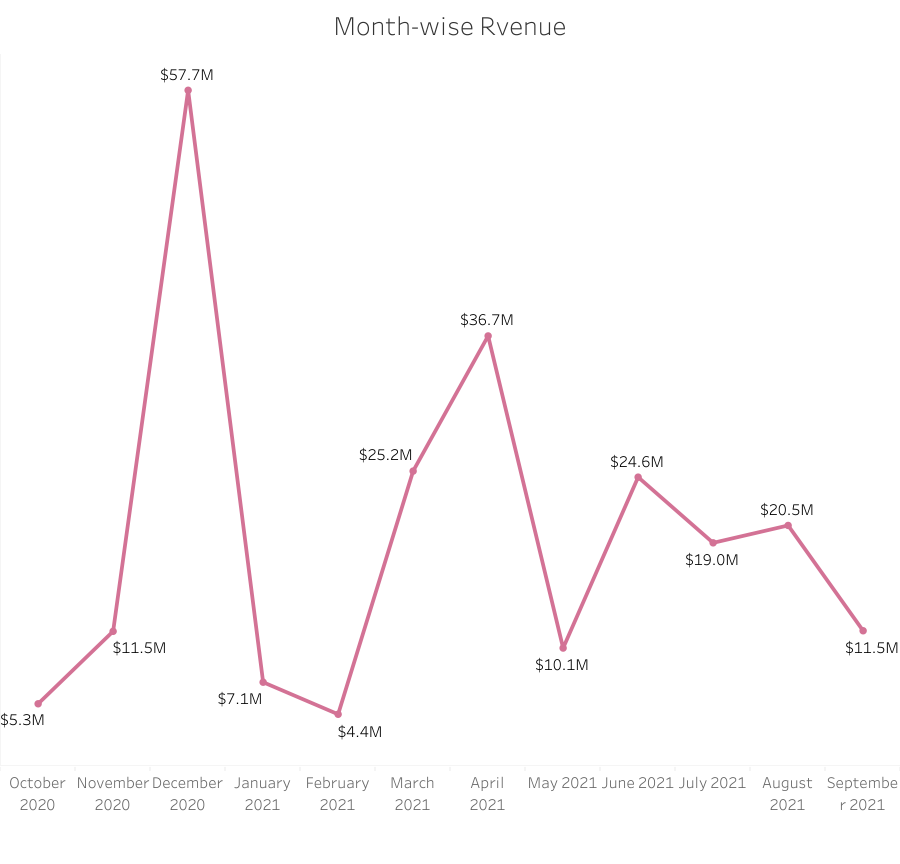 Month-wise Rvenue
$57.7M
$36.7M
$25.2M
$24.6M
$20.5M
$19.0M
$11.5M
$11.5M
$10.1M
$7.1M
$5.3M
$4.4M
October November December January February March April May 2021 June 2021 July 2021 August Septembe
2020 2020 2020 2021 2021 2021 2021 2021 r 2021